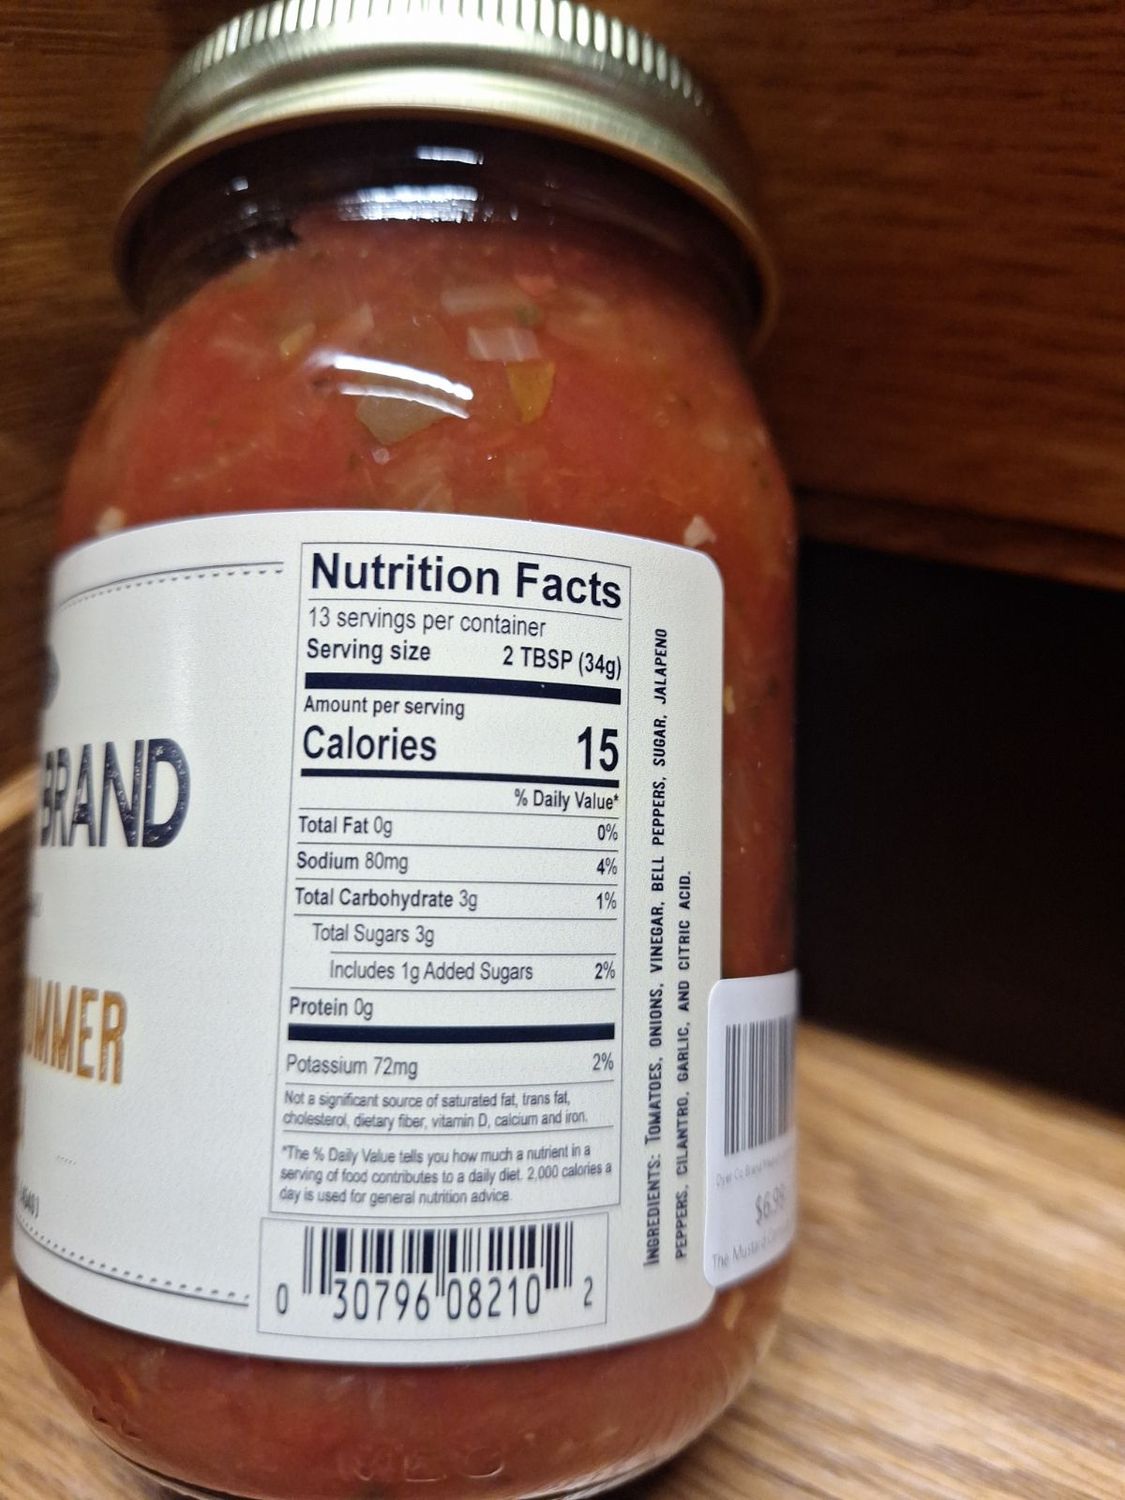 BRAND
Nutrition Facts
13 servings per container
Serving size 2 TBSP (34g)
Amount per serving
Calories 15
% Daily Value*
Total Fat 0g 0%
Sodium 80mg 4%
Total Carbohydrate 3g 1%
Total Sugars 3g
Includes 1g Added Sugars 2%
Protein 0g
Potassium 72mg 2%
Not a significant source of saturated fat, trans fat,
cholesterol, dietary fiber, vitamin D, calcium and iron.
*The % Daily Value tells you how much a nutrient in a
serving of food contributes to a daily diet. 2,000 calories a
day is used for general nutrition advice.
0 30796 08210 2
INGREDIENTS: TOMATOES, ONIONS, VINEGAR, BELL PEPPERS, SUGAR, JALAPENO
PEPPERS, CILANTRO, GARLIC, AND CITRIC ACID.
The